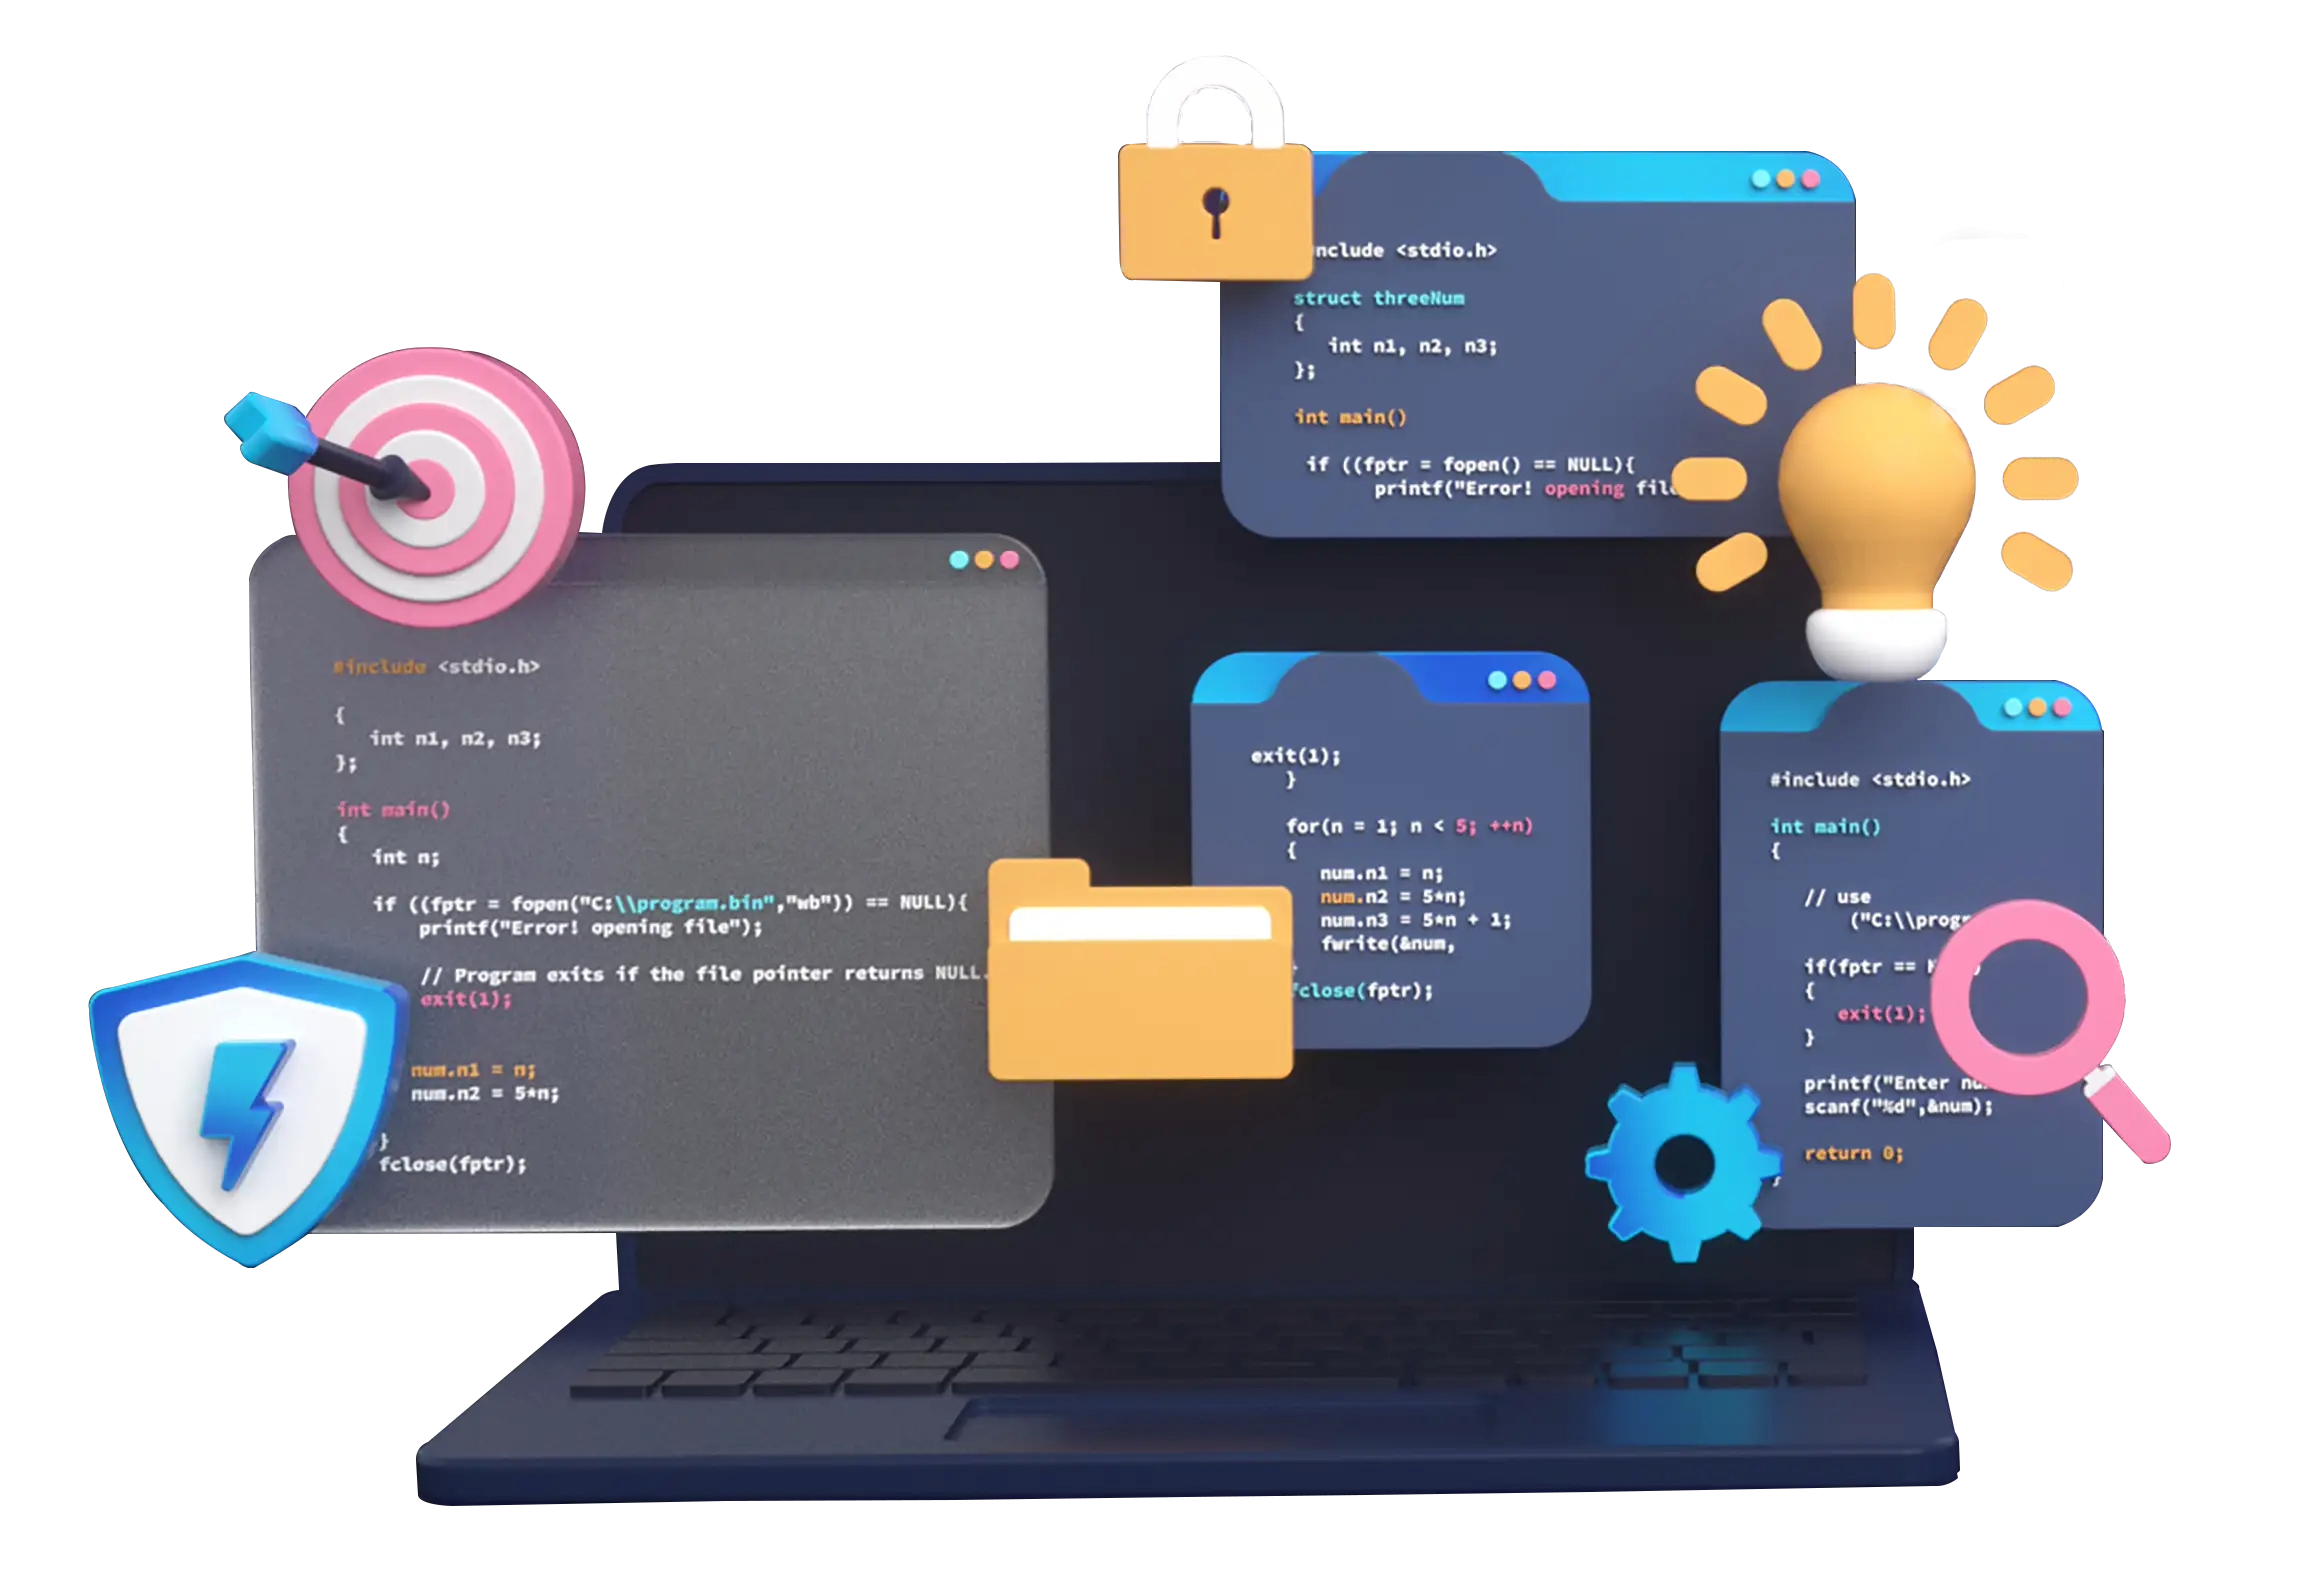 #include <stdio.h>
{
int n1, n2, n3;
};
int main()
{
int n;
if ((fptr = fopen("C:\\program.bin","wb")) == NULL){
printf("Error! opening file");
// Program exits if the file pointer returns NULL.
exit(1);
num.n1 = n;
num.n2 = 5*n;
}
fclose(fptr);
nclude <stdio.h>
struct threeNum
{
int n1, n2, n3;
};
int main()
if ((fptr = fopen() == NULL){
printf("Error! opening file
exit(1);
}
for(n = 1; n < 5; ++n)
{
num.n1 = n;
num.n2 = 5*n;
num.n3 = 5*n + 1;
fwrite(&num,
}
fclose(fptr);
#include <stdio.h>
int main()
{
// use
("C:\\progr
if(fptr ==
{
exit(1);
}
printf("Enter
scanf("%d",&num);
return 0;
}